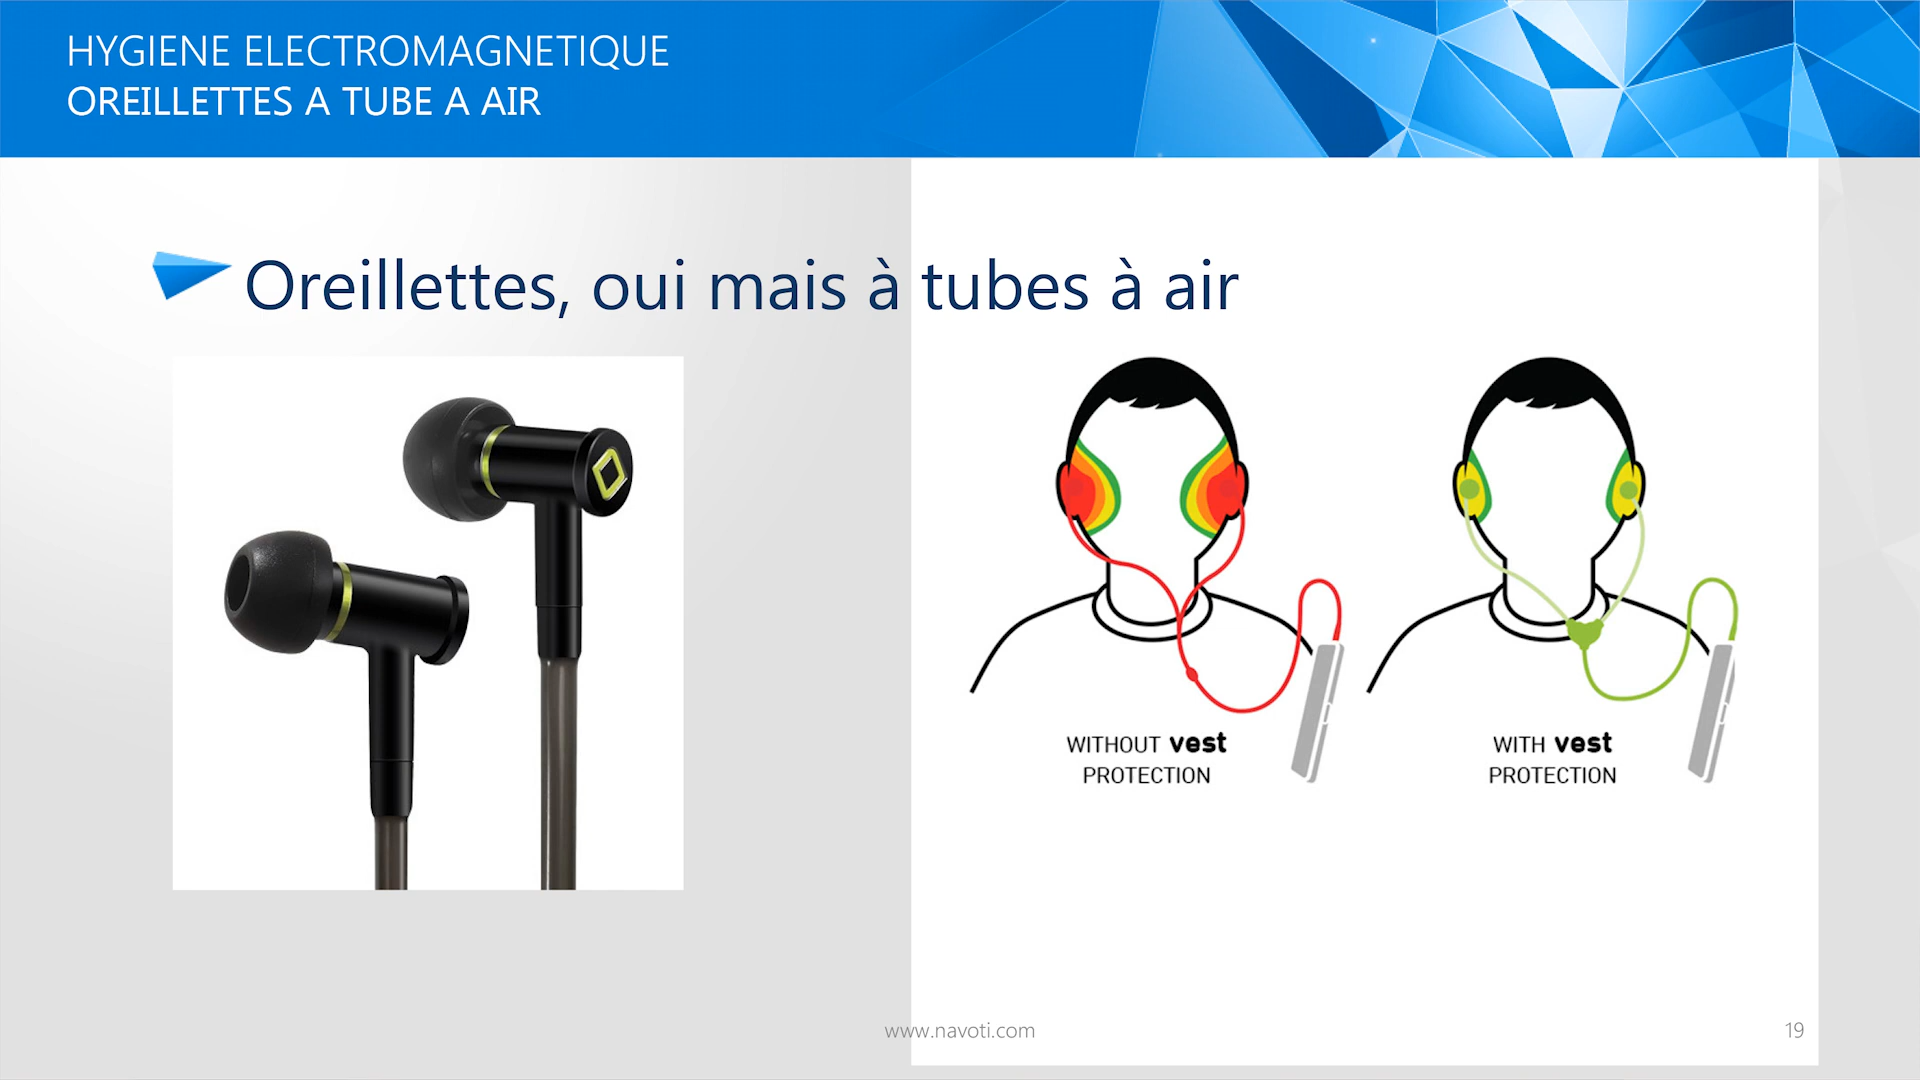 HYGIENE ELECTROMAGNETIQUE
OREILLETTES A TUBE A AIR
Oreillettes, oui mais à tubes à air
WITHOUT vest
PROTECTION
WITH vest
PROTECTION
www.navoti.com
19